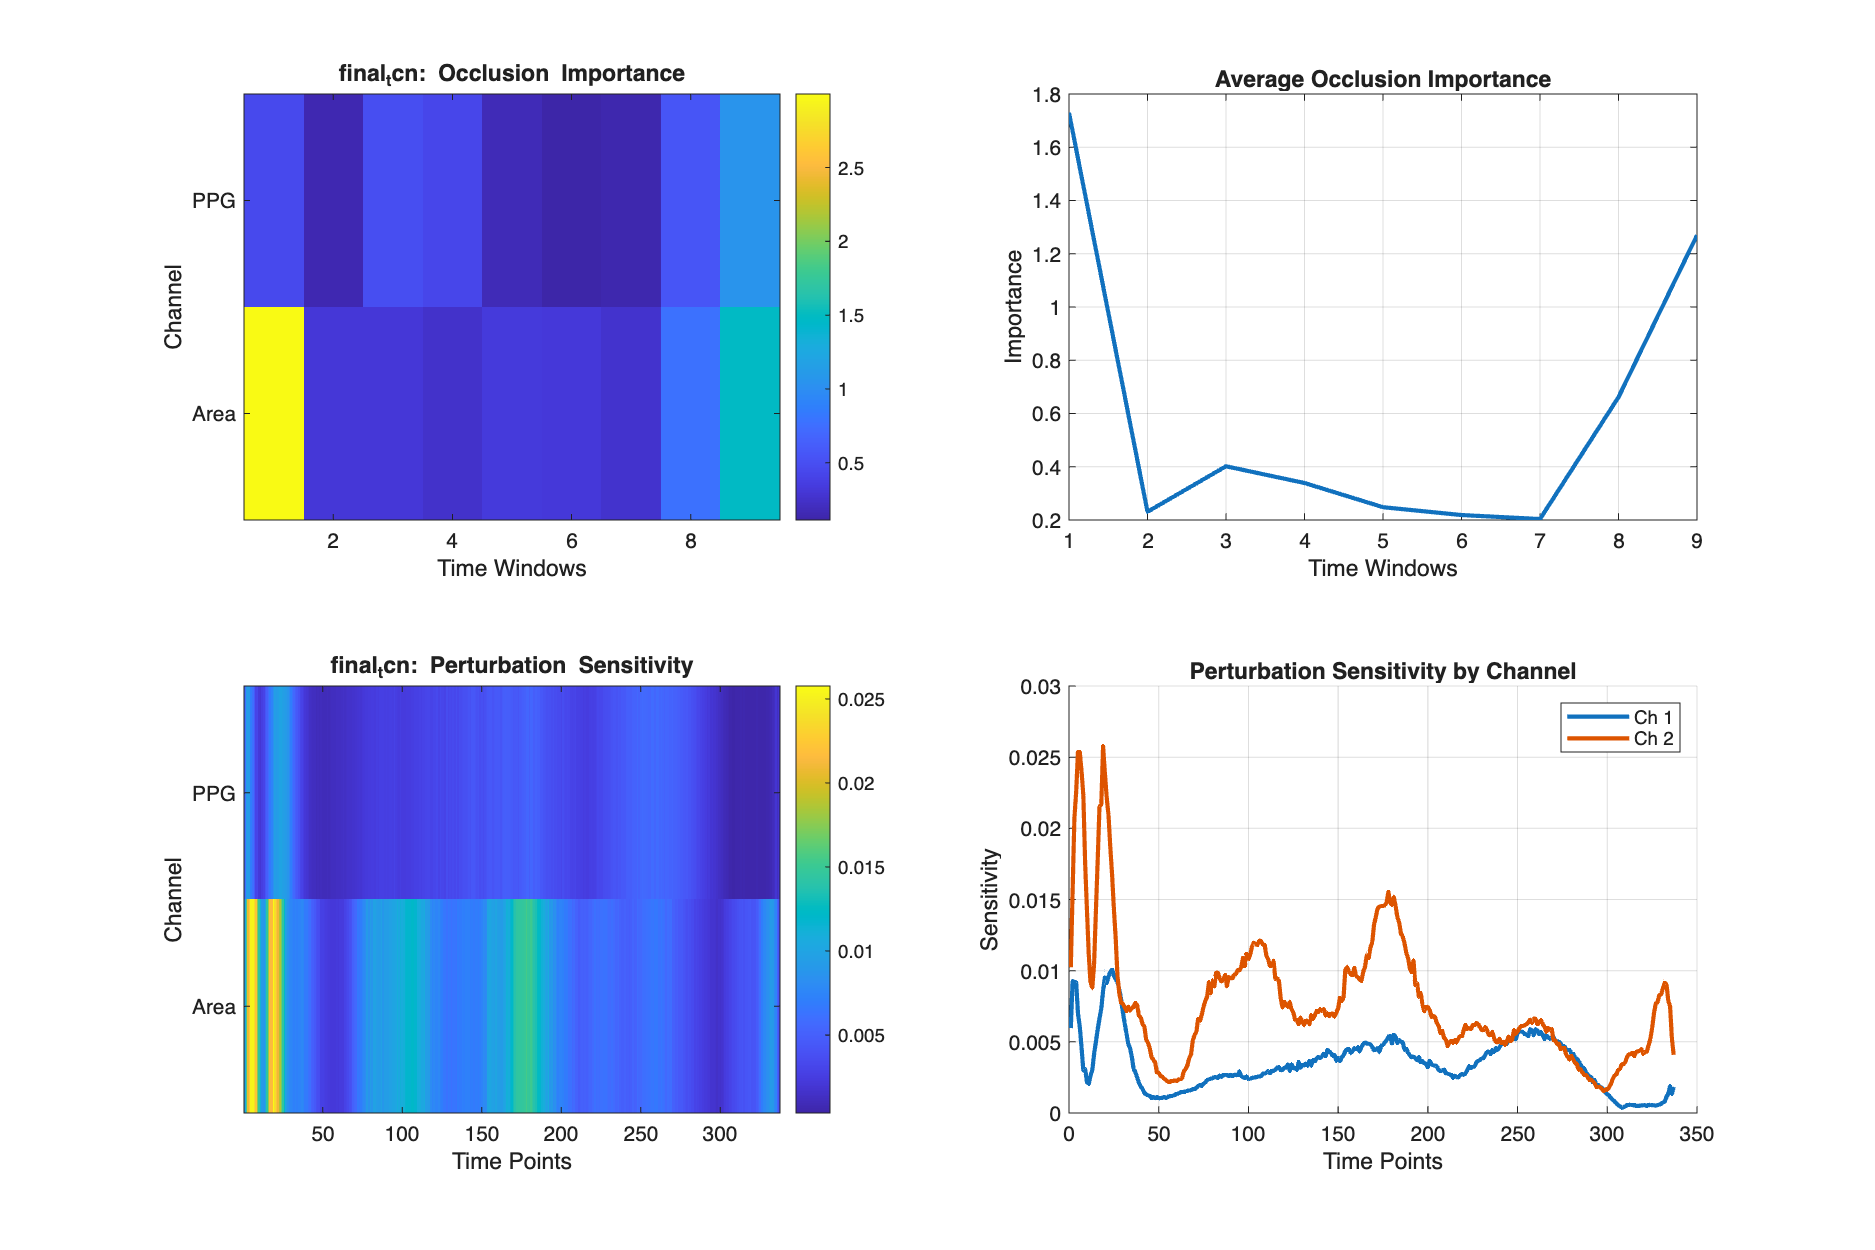 final_tcn: Occlusion Importance
PPG
Area
Channel
2 4 6 8
Time Windows
2.5
2
1.5
1
0.5
Average Occlusion Importance
1.8
1.6
1.4
1.2
1
0.8
0.6
0.4
0.2
Importance
1 2 3 4 5 6 7 8 9
Time Windows
final_tcn: Perturbation Sensitivity
PPG
Area
Channel
50 100 150 200 250 300
Time Points
0.025
0.02
0.015
0.01
0.005
Perturbation Sensitivity by Channel
0.03
0.025
0.02
0.015
0.01
0.005
0
Sensitivity
Ch 1
Ch 2
0 50 100 150 200 250 300 350
Time Points